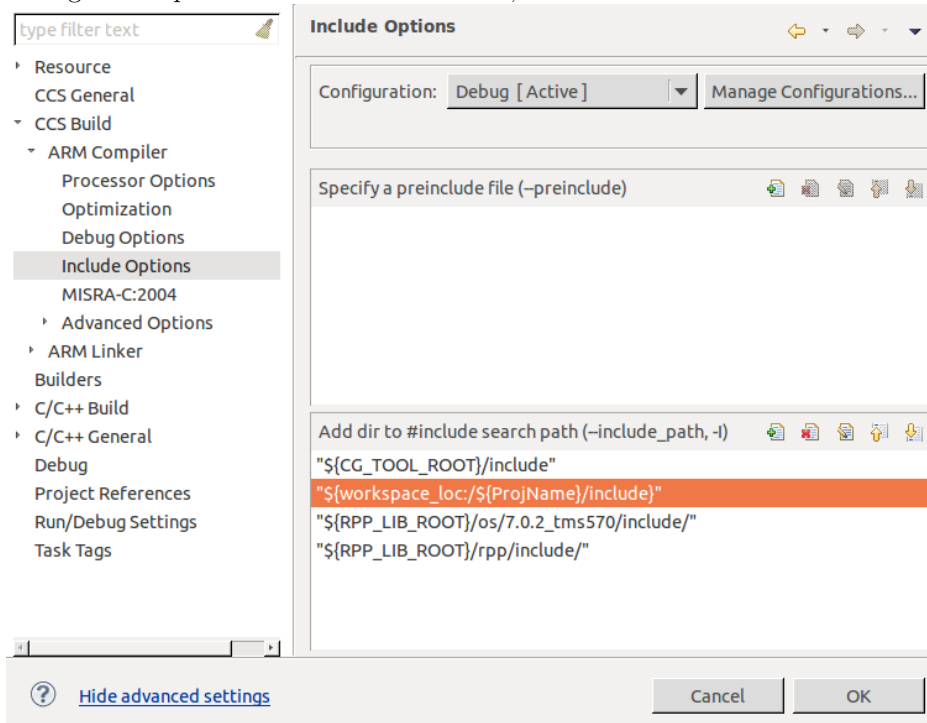 type filter text
Resource
CCS General
CCS Build
ARM Compiler
Processor Options
Optimization
Debug Options
Include Options
MISRA-C:2004
Advanced Options
ARM Linker
Builders
C/C++ Build
C/C++ General
Debug
Project References
Run/Debug Settings
Task Tags
Include Options
Configuration: Debug [ Active ] Manage Configurations...
Specify a preinclude file (--preinclude)
Add dir to #include search path (--include_path, -I)
"${CG_TOOL_ROOT}/include"
"${workspace_loc:/${ProjName}/include}"
"${RPP_LIB_ROOT}/os/7.0.2_tms570/include/"
"${RPP_LIB_ROOT}/rpp/include/"
Hide advanced settings
Cancel OK